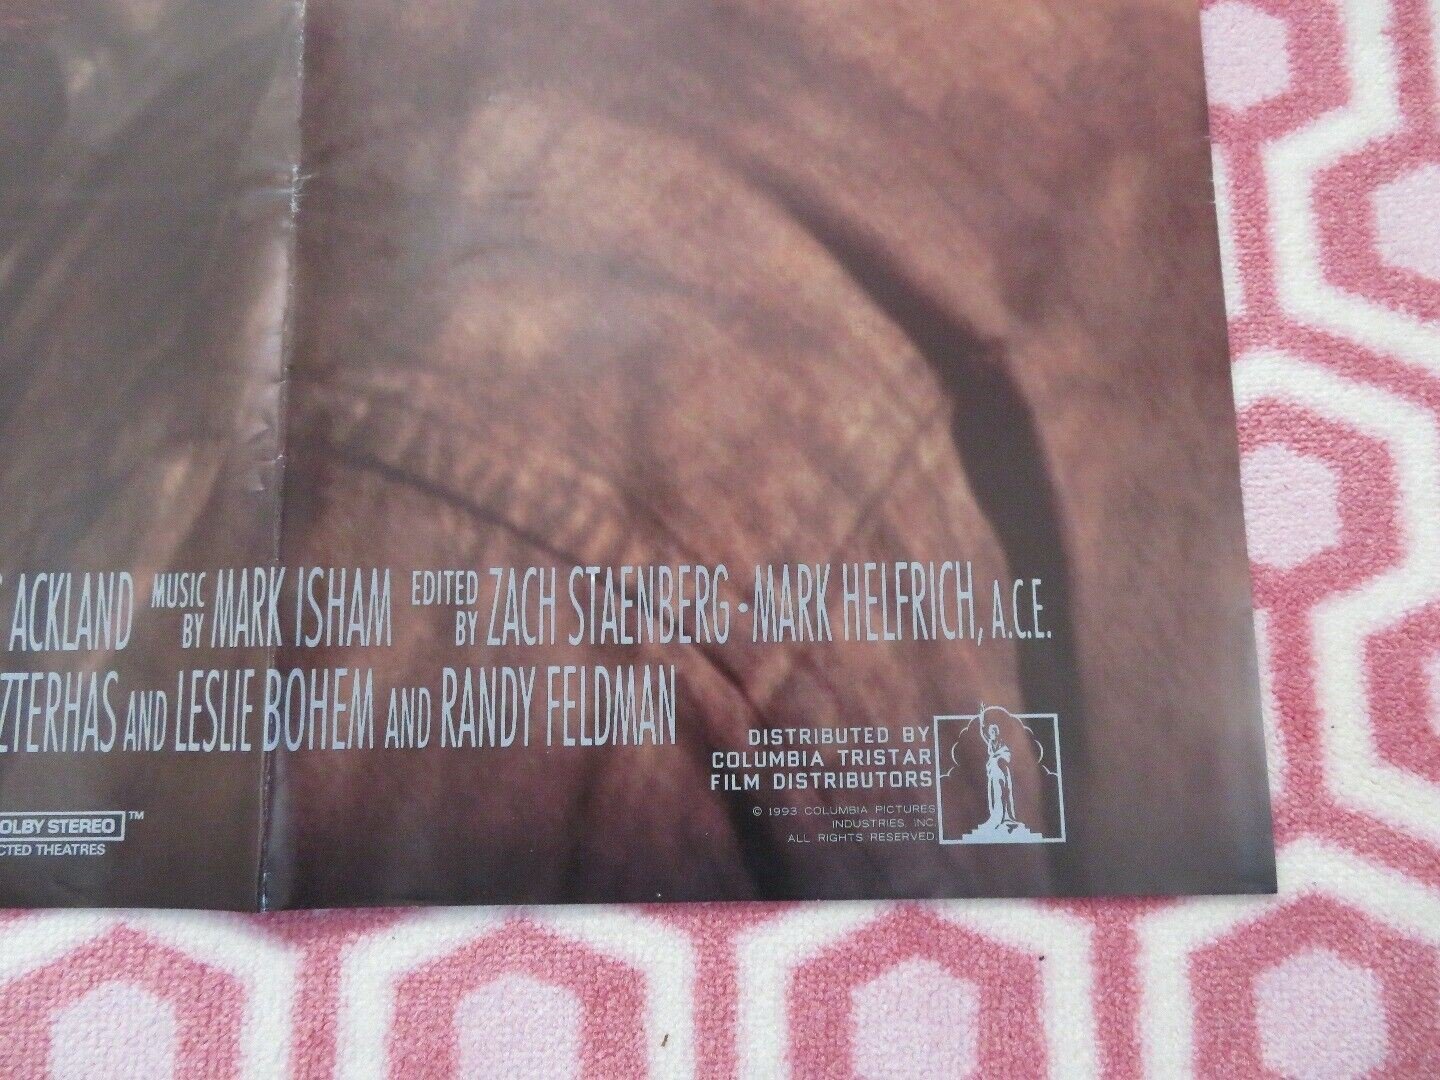 ACKLAND MUSIC BY MARK ISHAM EDITED BY ZACH STAENBERG • MARK HELFRICH, A.C.E.
ZTERHAS AND LESLIE BOHEM AND RANDY FELDMAN
DISTRIBUTED BY
COLUMBIA TRISTAR
FILM DISTRIBUTORS
© 1993 COLUMBIA PICTURES
INDUSTRIES, INC.
ALL RIGHTS RESERVED.
OLBY STEREO ™
CTED THEATRES